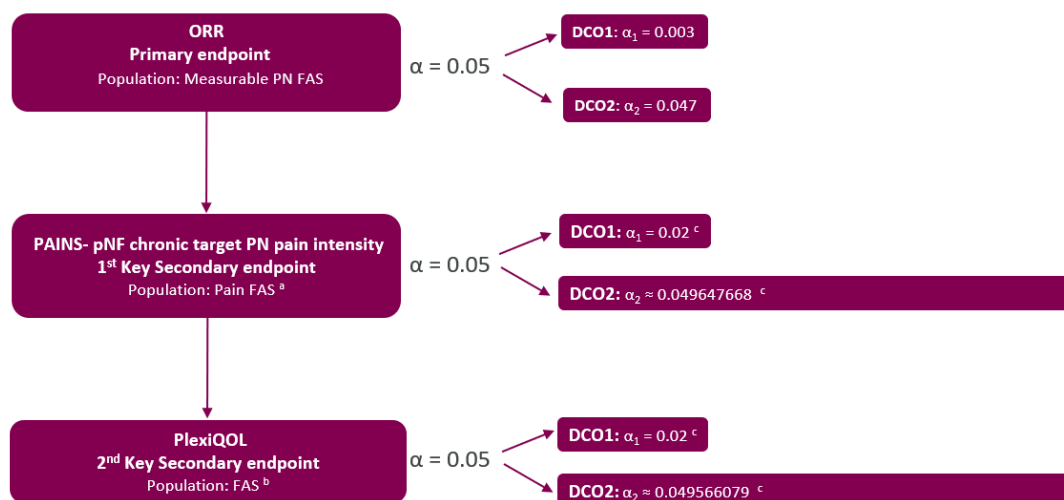 ORR
Primary endpoint
Population: Measurable PN FAS
α = 0.05
DCO1: α₁ = 0.003
DCO2: α₂ = 0.047
PAINS- pNF chronic target PN pain intensity
1ˢᵗ Key Secondary endpoint
Population: Pain FAS ᵃ
α = 0.05
DCO1: α₁ = 0.02 ᶜ
DCO2: α₂ ≈ 0.049647668 ᶜ
PlexiQOL
2ⁿᵈ Key Secondary endpoint
Population: FAS ᵇ
α = 0.05
DCO1: α₁ = 0.02 ᶜ
DCO2: α₂ ≈ 0.049566079 ᶜ